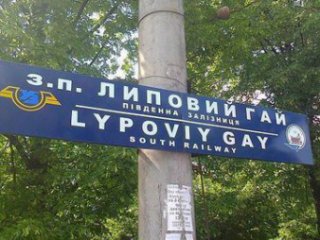 з.п. ЛИПОВИЙ ГАЙ
ПІВДЕННА ЗАЛІЗНИЦЯ
LYPOVIY GAY
SOUTH RAILWAY